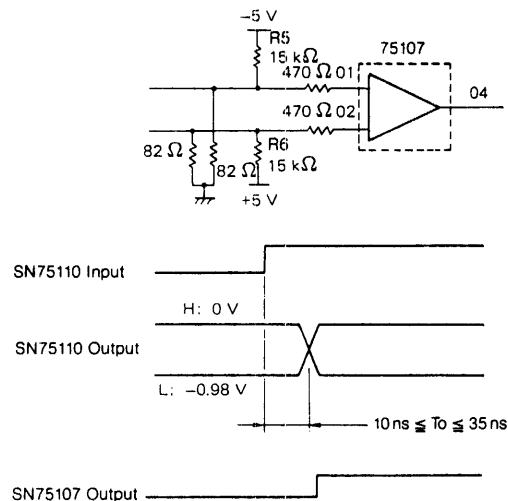 −5 V
R5
15 kΩ
75107
470 Ω 01
04
470 Ω 02
82 Ω
82 Ω
R6
15 kΩ
+5 V
SN75110 Input
H: 0 V
SN75110 Output
L: −0.98 V
10 ns ≦ To ≦ 35 ns
SN75107 Output